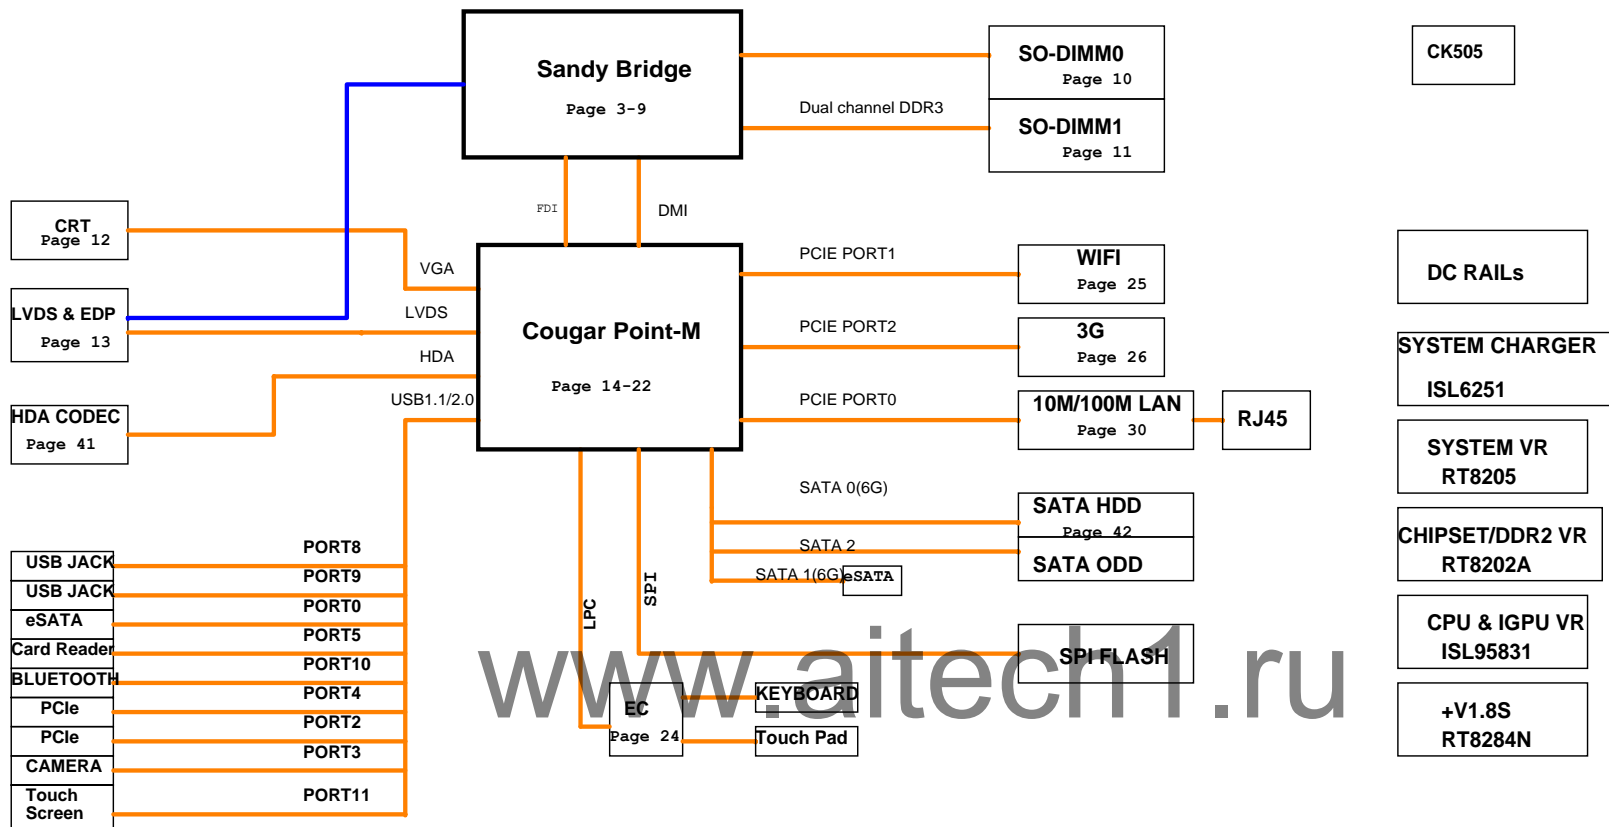 Sandy Bridge
Page 3-9
SO-DIMM0
Page 10
Dual channel DDR3
SO-DIMM1
Page 11
CK505
FDI
DMI
CRT
Page 12
VGA
LVDS & EDP
Page 13
LVDS
HDA
HDA CODEC
Page 41
USB1.1/2.0
Cougar Point-M
Page 14-22
PCIE PORT1
WIFI
Page 25
PCIE PORT2
3G
Page 26
PCIE PORT0
10M/100M LAN
Page 30
RJ45
DC RAILs
SYSTEM CHARGER
ISL6251
SYSTEM VR
RT8205
CHIPSET/DDR2 VR
RT8202A
CPU & IGPU VR
ISL95831
+V1.8S
RT8284N
SATA 0(6G)
SATA HDD
Page 42
SATA 2
SATA ODD
SATA 1(6G)
eSATA
LPC
SPI
SPI FLASH
EC
Page 24
KEYBOARD
Touch Pad
USB JACK
PORT8
USB JACK
PORT9
eSATA
PORT0
Card Reader
PORT5
BLUETOOTH
PORT10
PCIe
PORT4
PCIe
PORT2
CAMERA
PORT3
Touch
Screen
PORT11
www.aitech1.ru